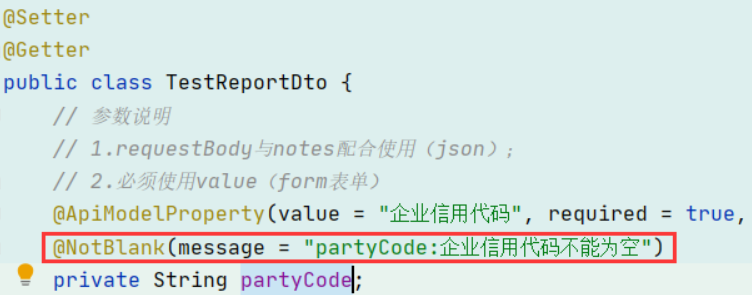 @Setter
@Getter
public class TestReportDto {
// 参数说明
// 1.requestBody与notes配合使用（json）;
// 2.必须使用value（form表单）
@ApiModelProperty(value = "企业信用代码", required = true,
@NotBlank(message = "partyCode:企业信用代码不能为空")
private String partyCode;